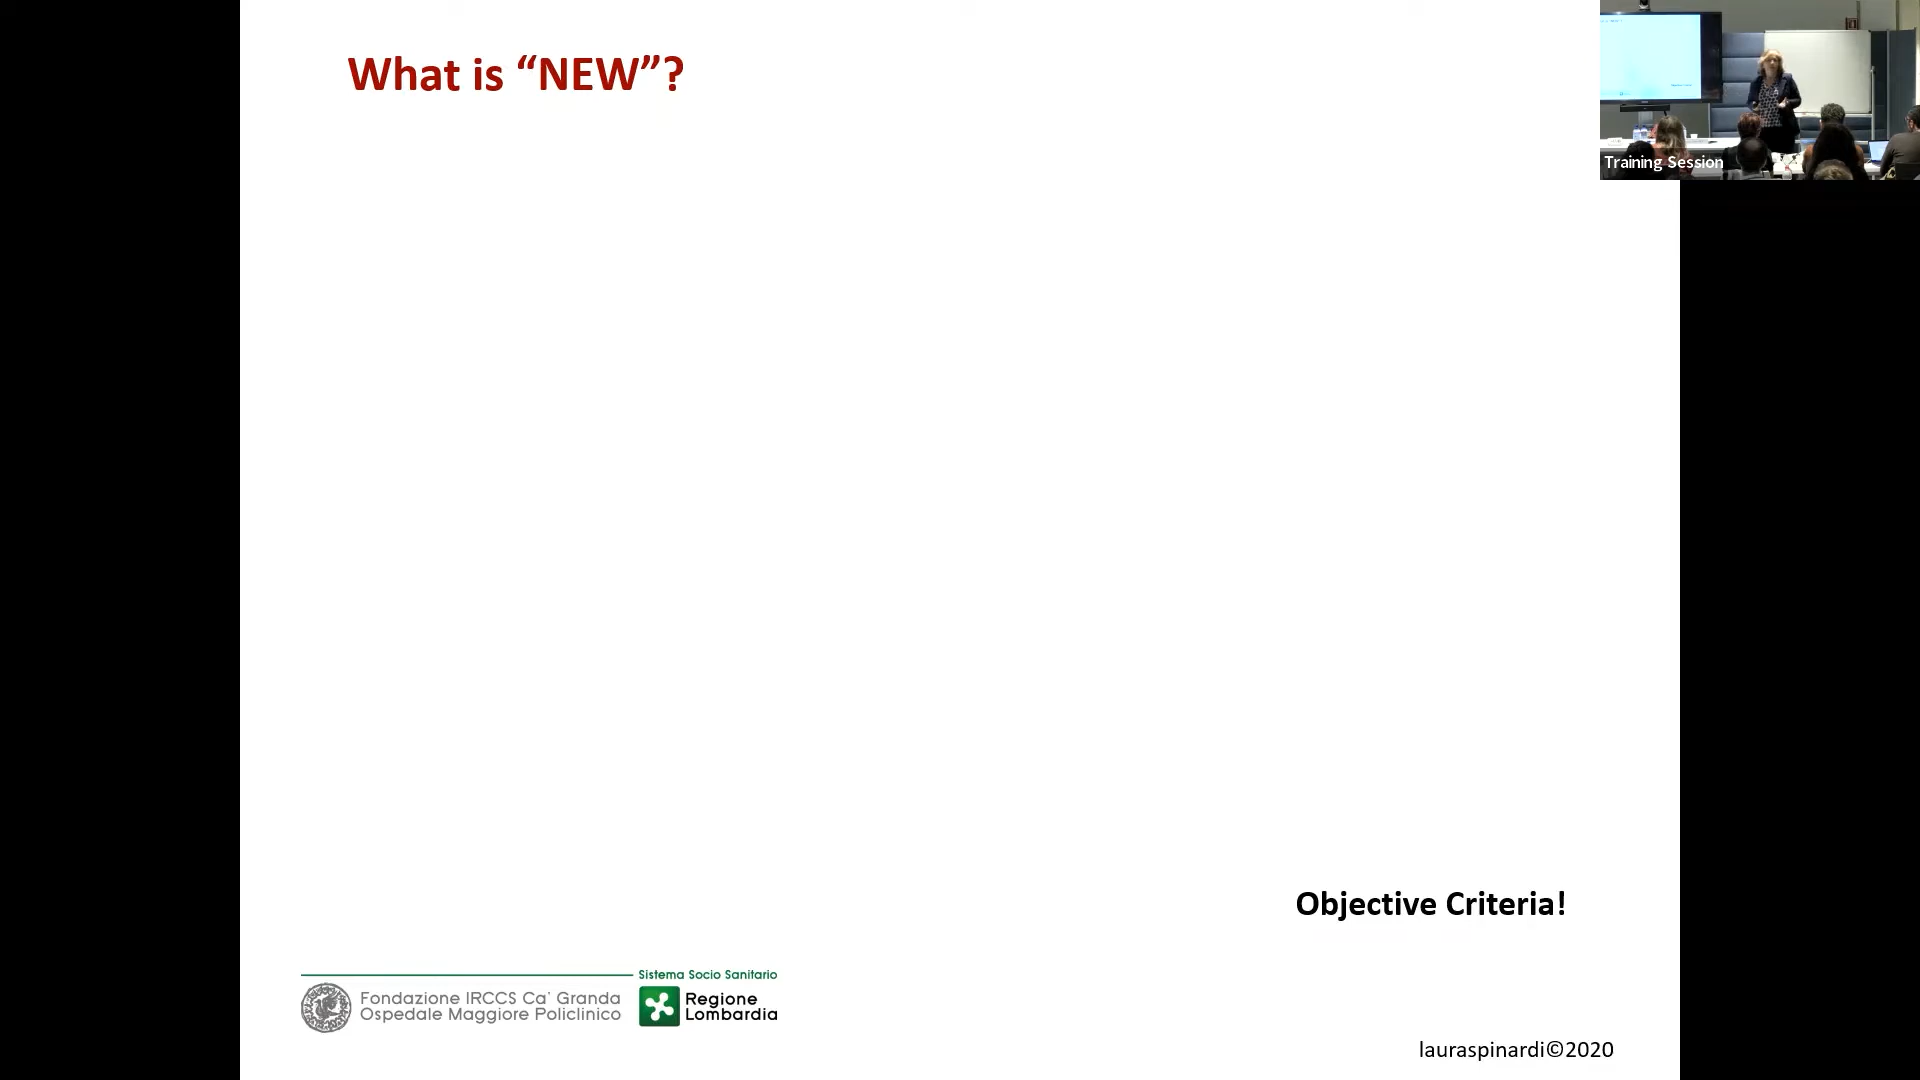 What is “NEW”?
Training Session
Objective Criteria!
Sistema Socio Sanitario
Fondazione IRCCS Ca' Granda
Ospedale Maggiore Policlinico
Regione
Lombardia
lauraspinardi©2020